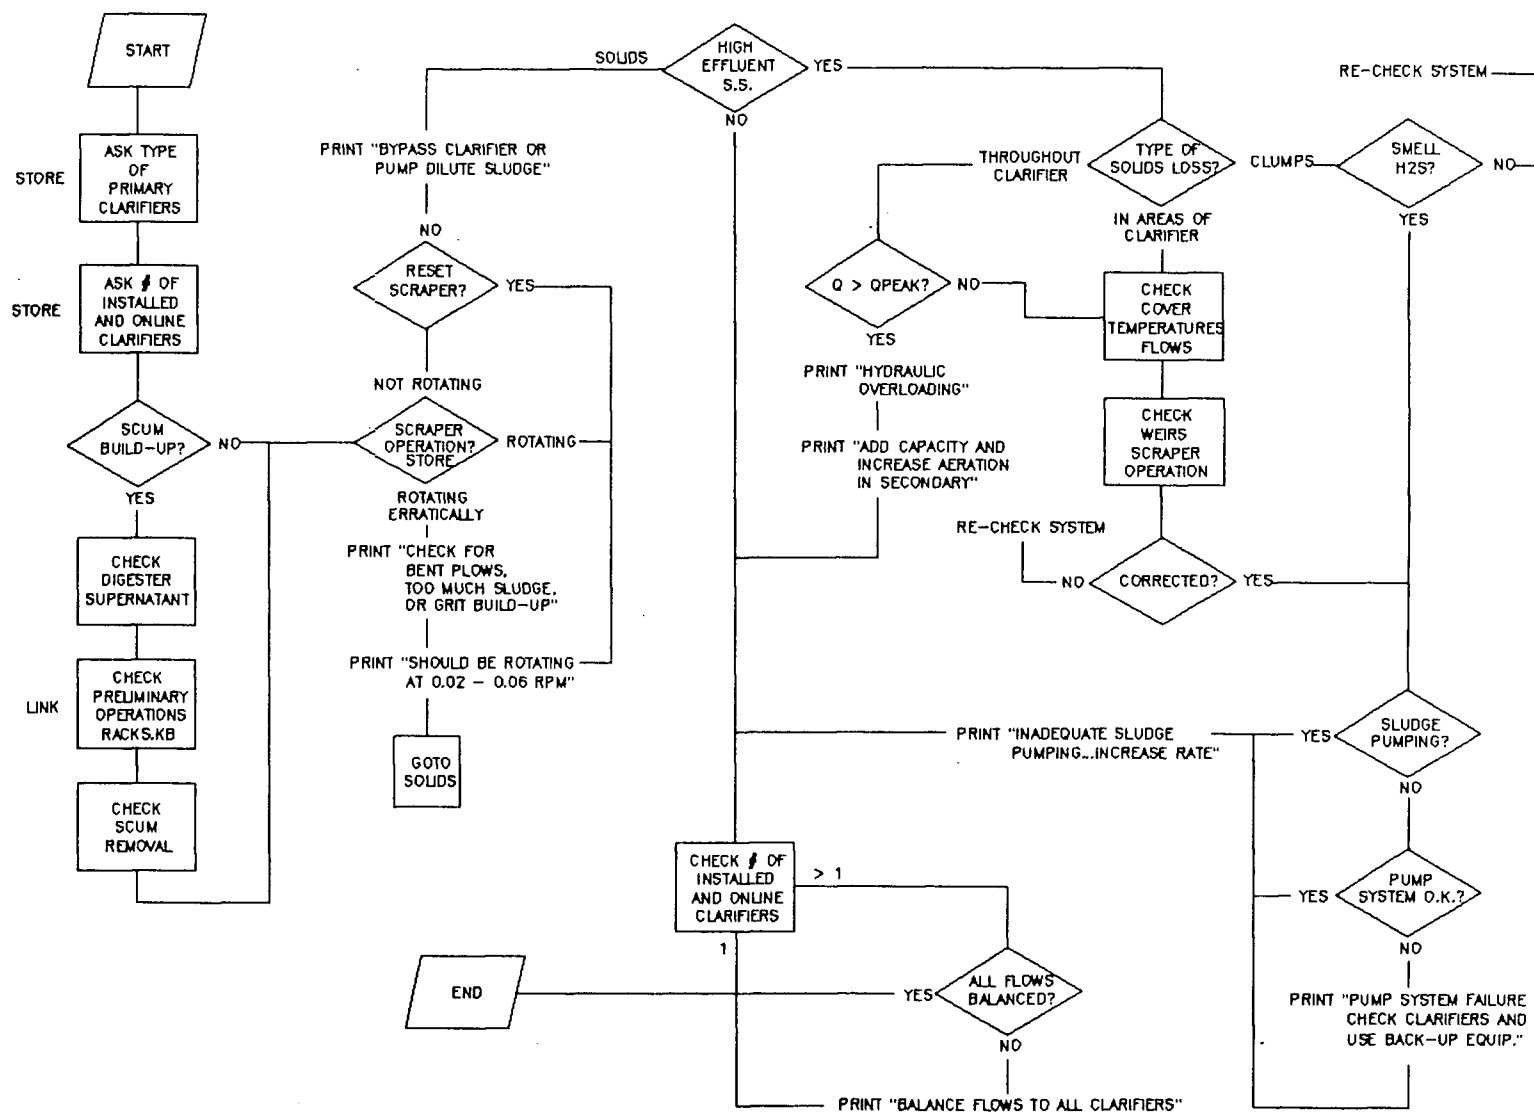 START
STORE
ASK TYPE
OF
PRIMARY
CLARIFIERS
STORE
ASK # OF
INSTALLED
AND ONLINE
CLARIFIERS
SCUM
BUILD-UP?
NO
YES
CHECK
DIGESTER
SUPERNATANT
LINK
CHECK
PRELIMINARY
OPERATIONS
RACKS.KB
CHECK
SCUM
REMOVAL
SOLIDS
PRINT "BYPASS CLARIFIER OR
PUMP DILUTE SLUDGE"
NO
RESET
SCRAPER?
YES
NOT ROTATING
SCRAPER
OPERATION?
STORE
ROTATING
ROTATING
ERRATICALLY
PRINT "CHECK FOR
BENT PLOWS,
TOO MUCH SLUDGE,
OR GRIT BUILD-UP"
PRINT "SHOULD BE ROTATING
AT 0.02 - 0.06 RPM"
GOTO
SOLIDS
HIGH
EFFLUENT
S.S.
YES
NO
THROUGHOUT
CLARIFIER
TYPE OF
SOLIDS LOSS?
CLUMPS
IN AREAS OF
CLARIFIER
Q > QPEAK?
NO
YES
CHECK
COVER
TEMPERATURES
FLOWS
PRINT "HYDRAULIC
OVERLOADING"
PRINT "ADD CAPACITY AND
INCREASE AERATION
IN SECONDARY"
CHECK
WEIRS
SCRAPER
OPERATION
RE-CHECK SYSTEM
NO
CORRECTED?
YES
RE-CHECK SYSTEM
SMELL
H2S?
NO
YES
PRINT "INADEQUATE SLUDGE
PUMPING...INCREASE RATE"
YES
SLUDGE
PUMPING?
NO
YES
PUMP
SYSTEM O.K.?
NO
PRINT "PUMP SYSTEM FAILURE
CHECK CLARIFIERS AND
USE BACK-UP EQUIP."
CHECK # OF
INSTALLED
AND ONLINE
CLARIFIERS
> 1
1
END
YES
ALL FLOWS
BALANCED?
NO
PRINT "BALANCE FLOWS TO ALL CLARIFIERS"